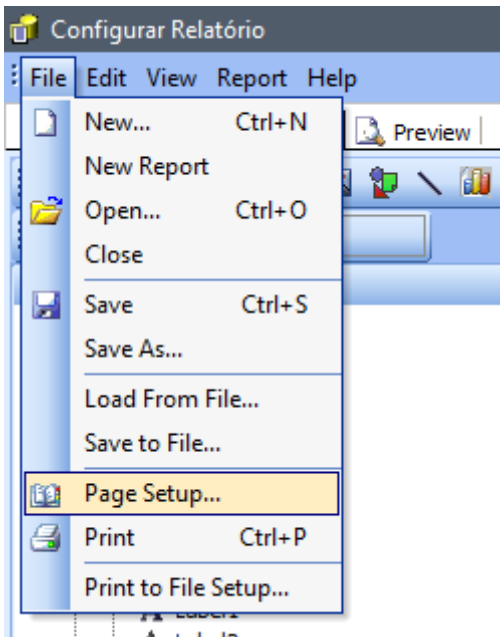 Configurar Relatório
File Edit View Report Help
New... Ctrl+N
Preview
New Report
Open... Ctrl+O
Close
Save Ctrl+S
Save As...
Load From File...
Save to File...
Page Setup...
Print Ctrl+P
Print to File Setup...